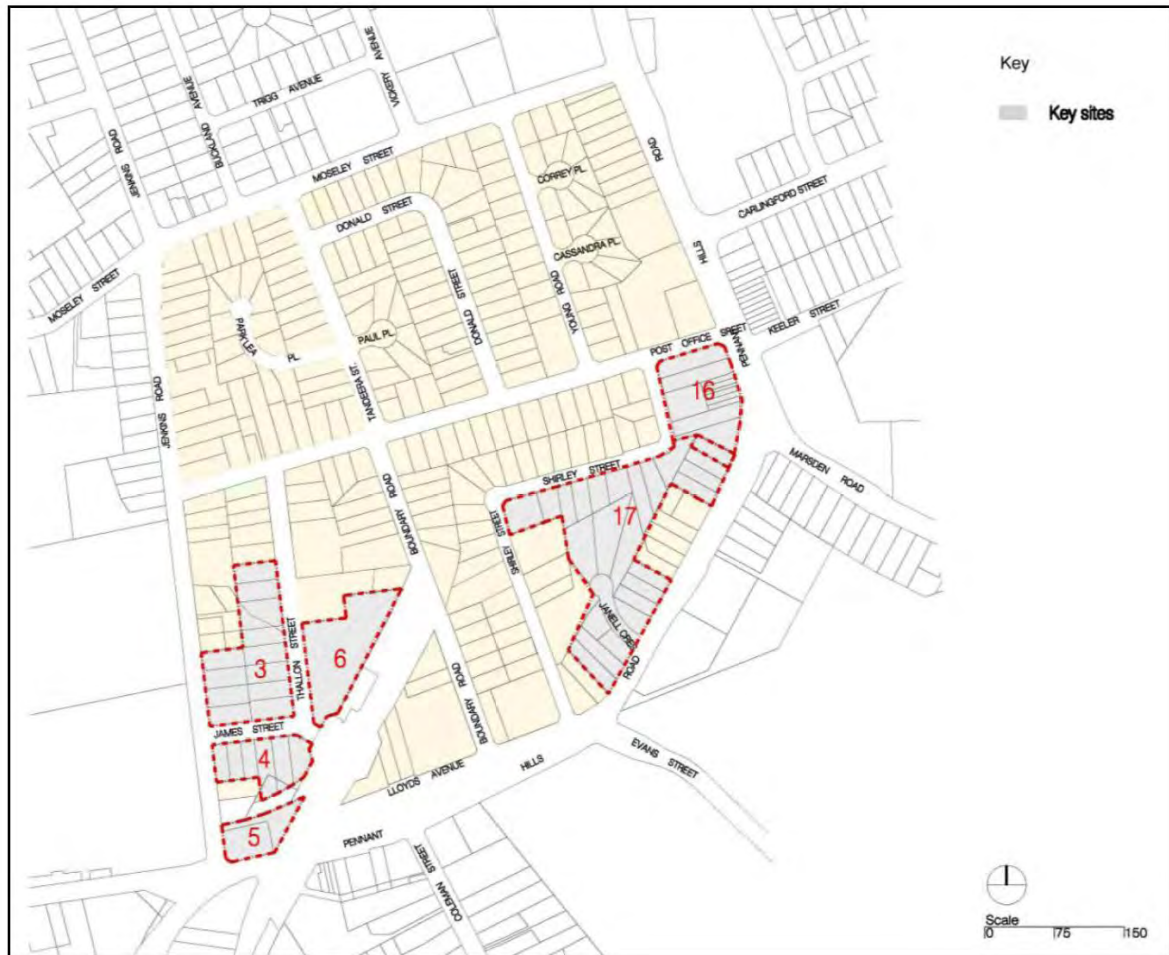 Key
Key sites
JENKINS ROAD
BUCKLAND AVENUE
TRIGG AVENUE
VICKERY AVENUE
MOSELEY STREET
DONALD STREET
CORREY PL.
ROAD
CARLINGFORD STREET
CASSANDRA PL.
HILLS
MOSELEY STREET
PARKLEA
PL.
PAUL PL.
DONALD STREET
YOUNG ROAD
POST OFFICE SREET
KEELER STREET
PENNANT
JENKINS ROAD
TANDEERA ST.
16
MARSDEN ROAD
SHIRLEY STREET
BOUNDARY ROAD
17
SHIRLEY STREET
JANELL CRES
ROAD
3
THALLON STREET
6
BOUNDARY ROAD
JAMES STREET
4
LLOYDS AVENUE
HILLS
EVANS STREET
5
PENNANT
COLEMAN STREET
Scale
0 75 150